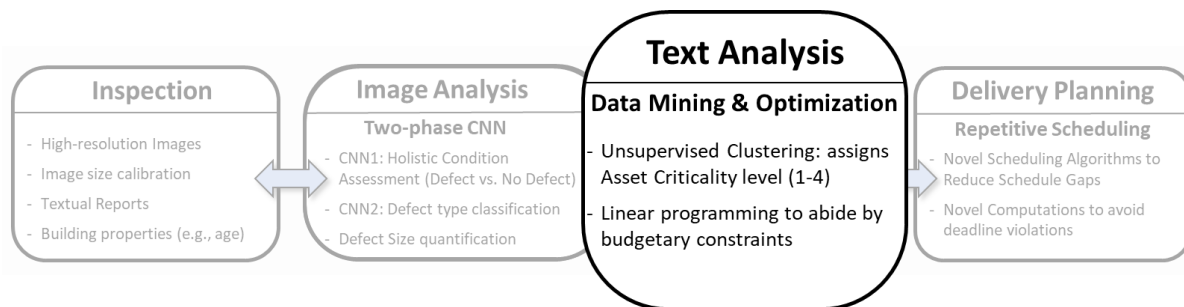 Inspection
- High-resolution Images
- Image size calibration
- Textual Reports
- Building properties (e.g., age)
Image Analysis
Two-phase CNN
- CNN1: Holistic Condition
Assessment (Defect vs. No Defect)
- CNN2: Defect type classification
- Defect Size quantification
Text Analysis
Data Mining & Optimization
- Unsupervised Clustering: assigns
Asset Criticality level (1-4)
- Linear programming to abide by
budgetary constraints
Delivery Planning
Repetitive Scheduling
- Novel Scheduling Algorithms to
Reduce Schedule Gaps
- Novel Computations to avoid
deadline violations